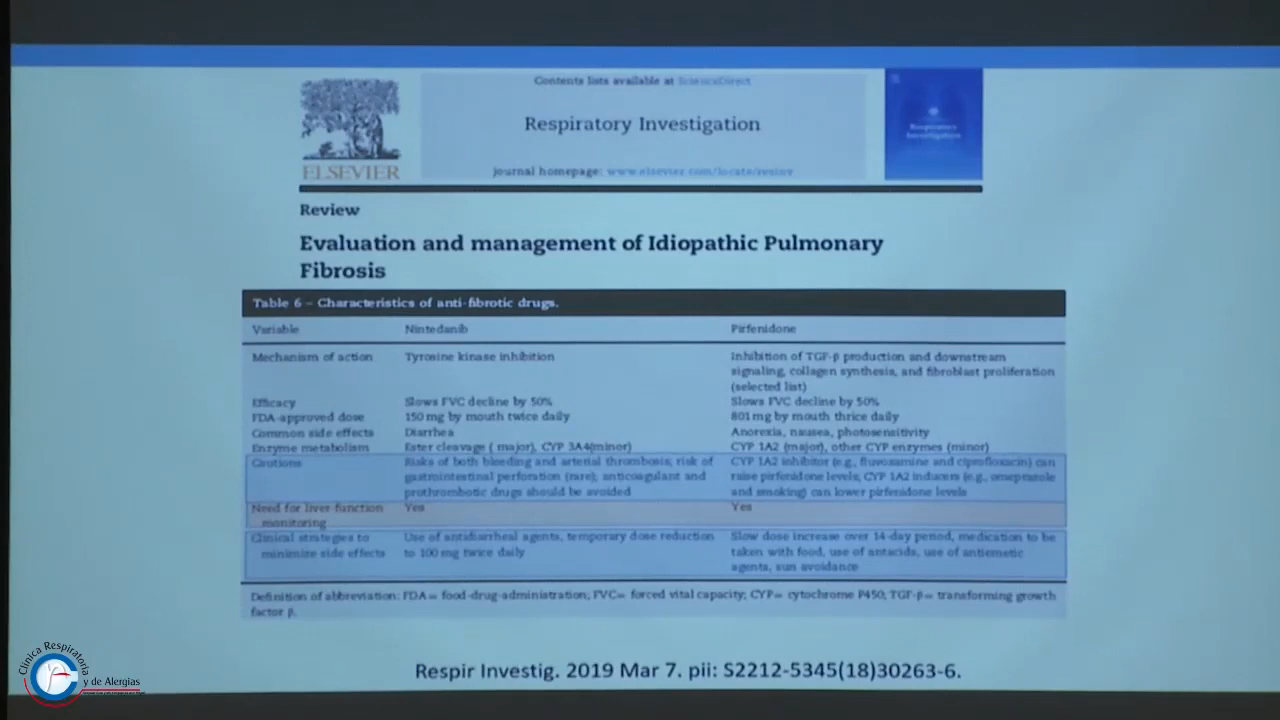 Contents lists available at ScienceDirect
Respiratory Investigation
journal homepage: www.elsevier.com/locate/resinv
ELSEVIER
Respiratory
Investigation
Review
Evaluation and management of Idiopathic Pulmonary
Fibrosis
Table 6 – Characteristics of anti-fibrotic drugs.
Variable Nintedanib Pirfenidone
Mechanism of action Tyrosine kinase inhibition Inhibition of TGF-β production and downstream
signaling, collagen synthesis, and fibroblast proliferation
(selected list)
Efficacy Slows FVC decline by 50% Slows FVC decline by 50%
FDA-approved dose 150 mg by mouth twice daily 801 mg by mouth thrice daily
Common side effects Diarrhea Anorexia, nausea, photosensitivity
Enzyme metabolism Ester cleavage ( major), CYP 3A4(minor) CYP 1A2 (major), other CYP enzymes (minor)
Cautions Risks of both bleeding and arterial thrombosis, risk of CYP 1A2 inhibitor (e.g., fluvoxamine and ciprofloxacin) can
gastrointestinal perforation (rare); anticoagulant and raise pirfenidone levels, CYP 1A2 inducers (e.g., omeprazole
prothrombotic drugs should be avoided and smoking) can lower pirfenidone levels
Need for liver function Yes Yes
monitoring
Clinical strategies to Use of antidiarrheal agents, temporary dose reduction Slow dose increase over 14-day period, medication to be
minimize side effects to 100 mg twice daily taken with food, use of antacids, use of antiemetic
agents, sun avoidance
Definition of abbreviation: FDA= food-drug-administration; FVC= forced vital capacity; CYP= cytochrome P450; TGF-β= transforming growth
factor β.
Respir Investig. 2019 Mar 7. pii: S2212-5345(18)30263-6.
Clínica Respiratoria
y de Alergias